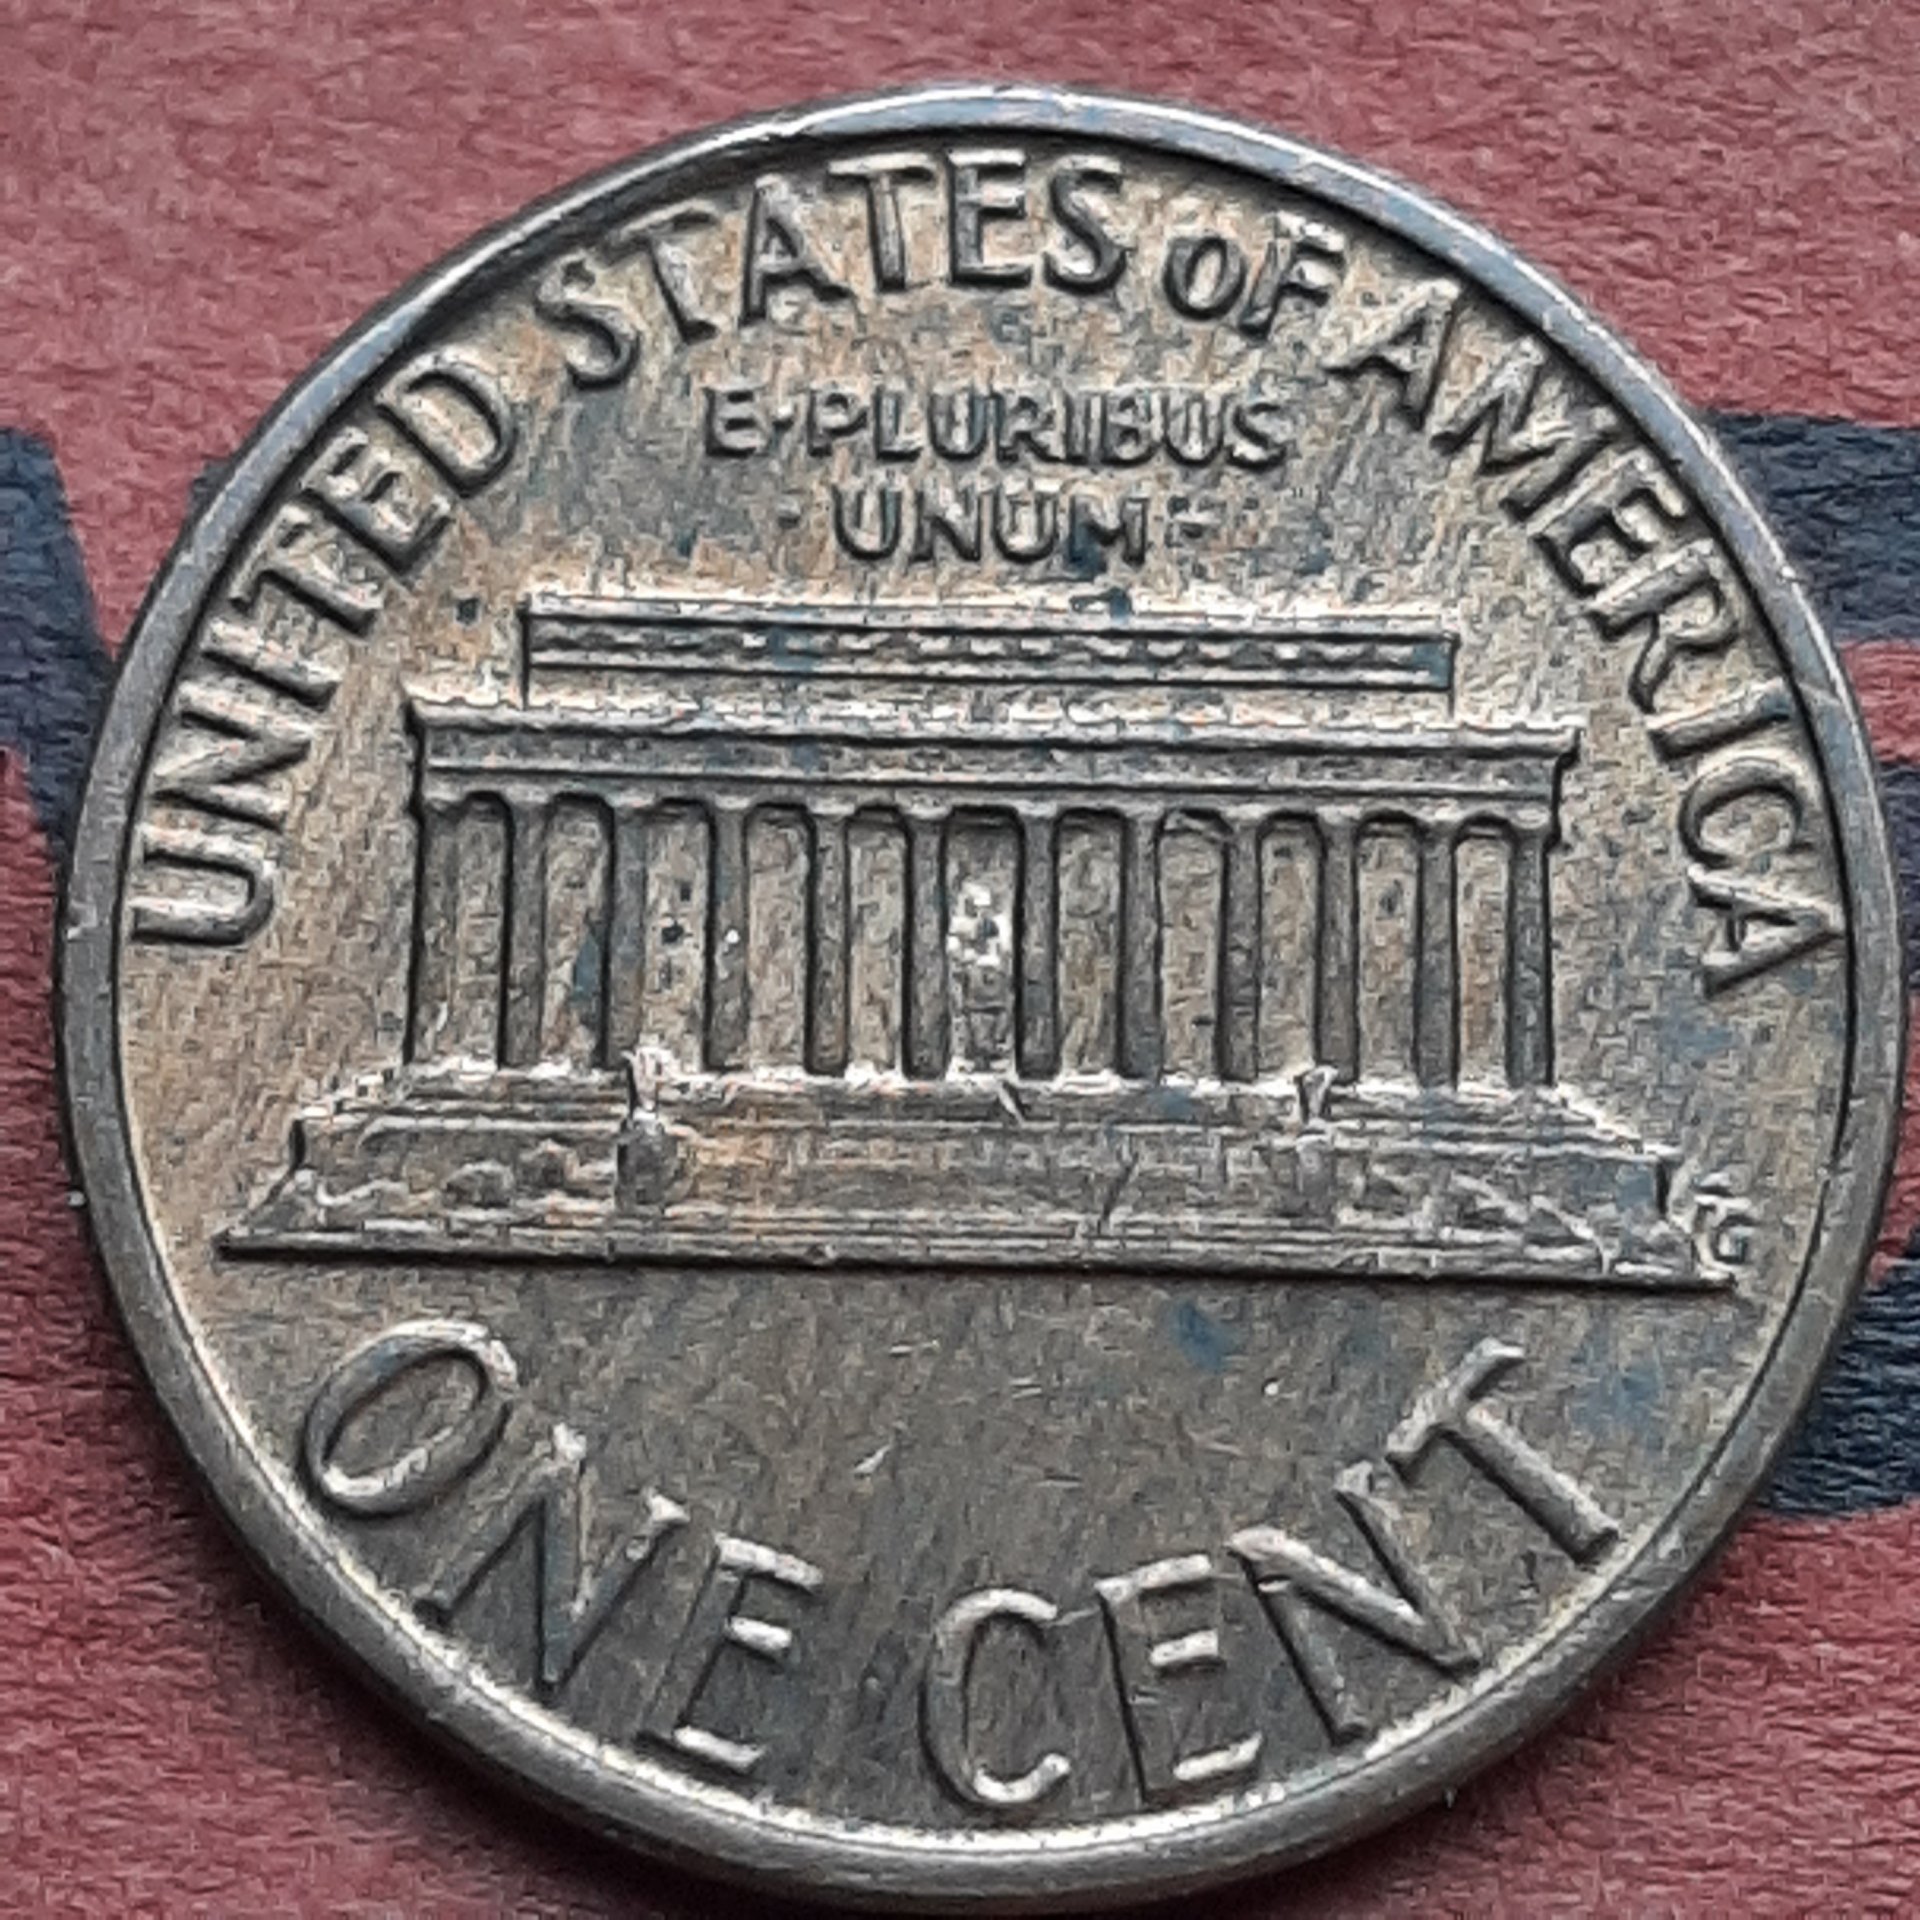 UNITED STATES OF AMERICA
E·PLURIBUS
·UNUM·
FG
ONE CENT